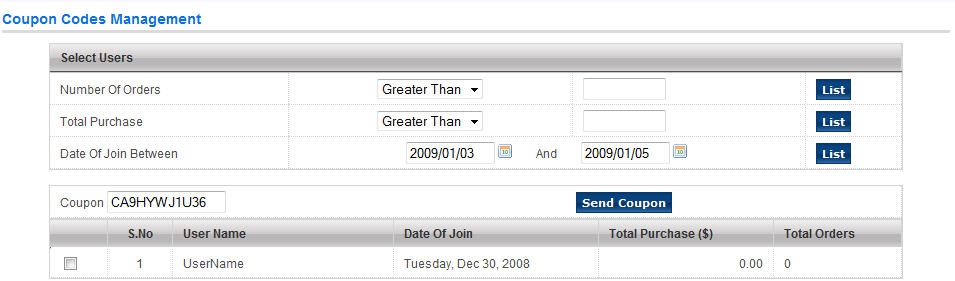 Coupon Codes Management
Select Users
Number Of Orders Greater Than List
Total Purchase Greater Than List
Date Of Join Between 2009/01/03 And 2009/01/05 List
Coupon CA9HYWJ1U36 Send Coupon
S.No User Name Date Of Join Total Purchase ($) Total Orders
1 UserName Tuesday, Dec 30, 2008 0.00 0